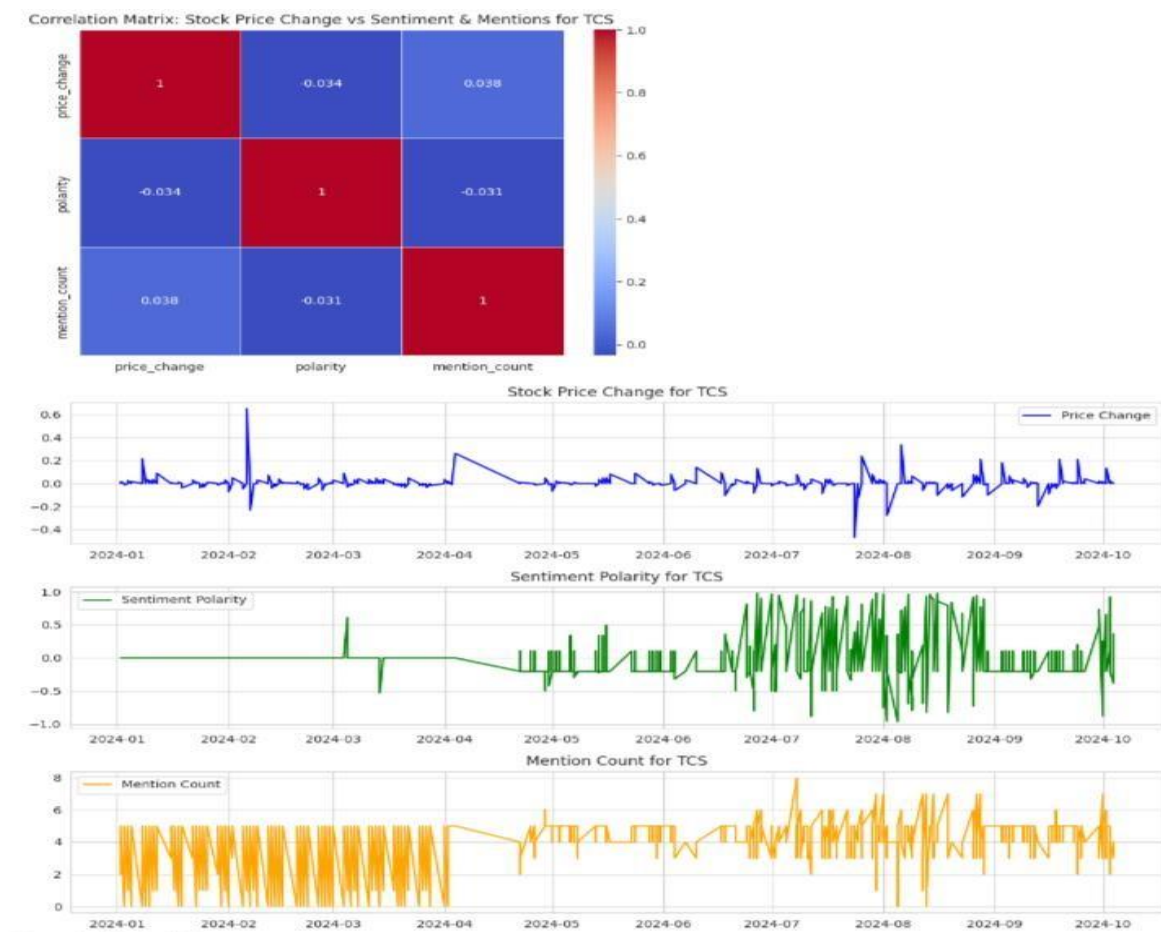 Correlation Matrix: Stock Price Change vs Sentiment & Mentions for TCS
1.0
price_change
1
-0.034
0.038
0.8
0.6
polarity
-0.034
1
-0.031
0.4
0.2
mention_count
0.038
-0.031
1
0.0
price_change polarity mention_count
Stock Price Change for TCS
Price Change
0.6
0.4
0.2
0.0
−0.2
−0.4
2024-01 2024-02 2024-03 2024-04 2024-05 2024-06 2024-07 2024-08 2024-09 2024-10
Sentiment Polarity for TCS
Sentiment Polarity
1.0
0.5
0.0
−0.5
−1.0
2024-01 2024-02 2024-03 2024-04 2024-05 2024-06 2024-07 2024-08 2024-09 2024-10
Mention Count for TCS
Mention Count
8
6
4
2
0
2024-01 2024-02 2024-03 2024-04 2024-05 2024-06 2024-07 2024-08 2024-09 2024-10